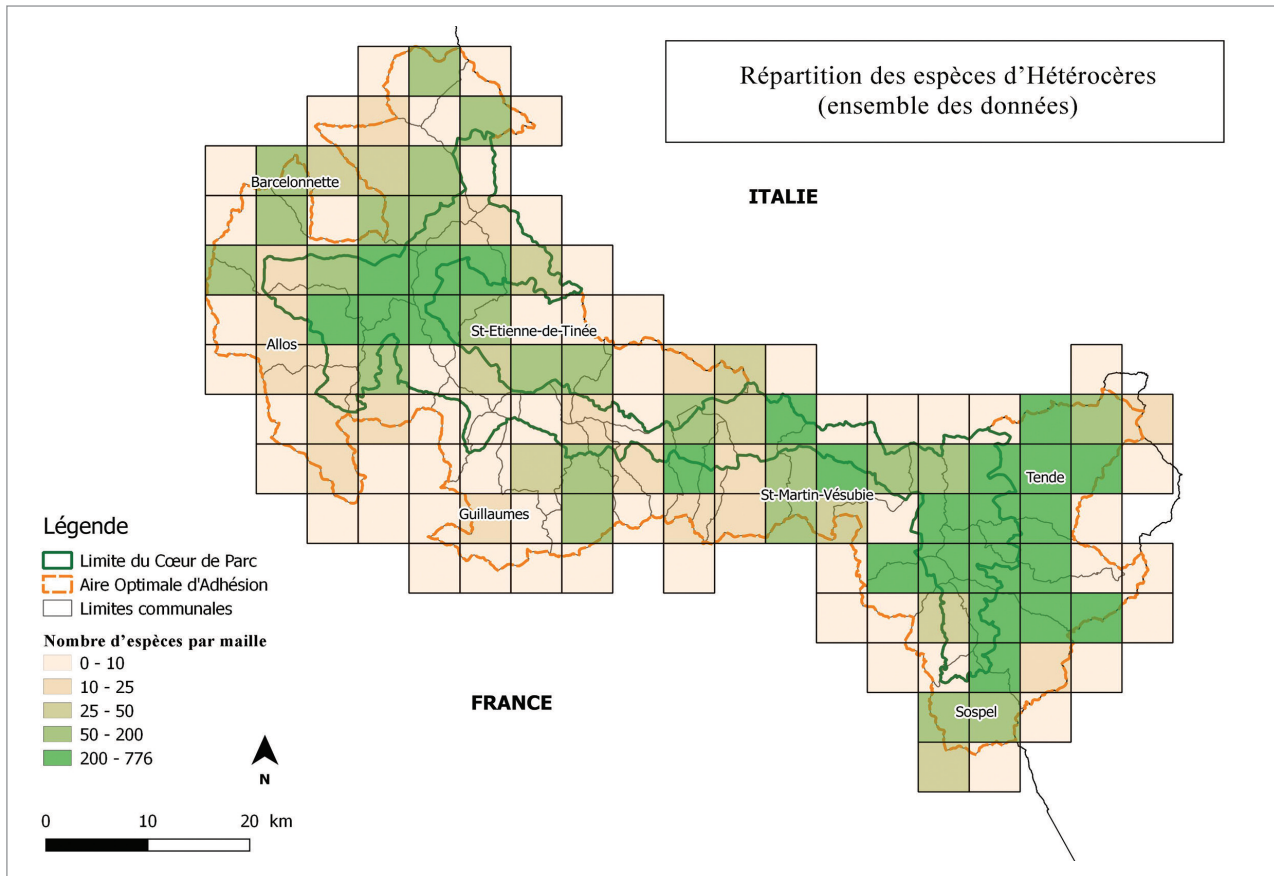 Répartition des espèces d’Hétérocères
(ensemble des données)
Barcelonnette
ITALIE
St-Etienne-de-Tinée
Allos
Tende
St-Martin-Vésubie
Guillaumes
Légende
Limite du Cœur de Parc
Aire Optimale d'Adhésion
Limites communales
Nombre d’espèces par maille
0 - 10
10 - 25
25 - 50
50 - 200
200 - 776
FRANCE
Sospel
N
0 10 20 km